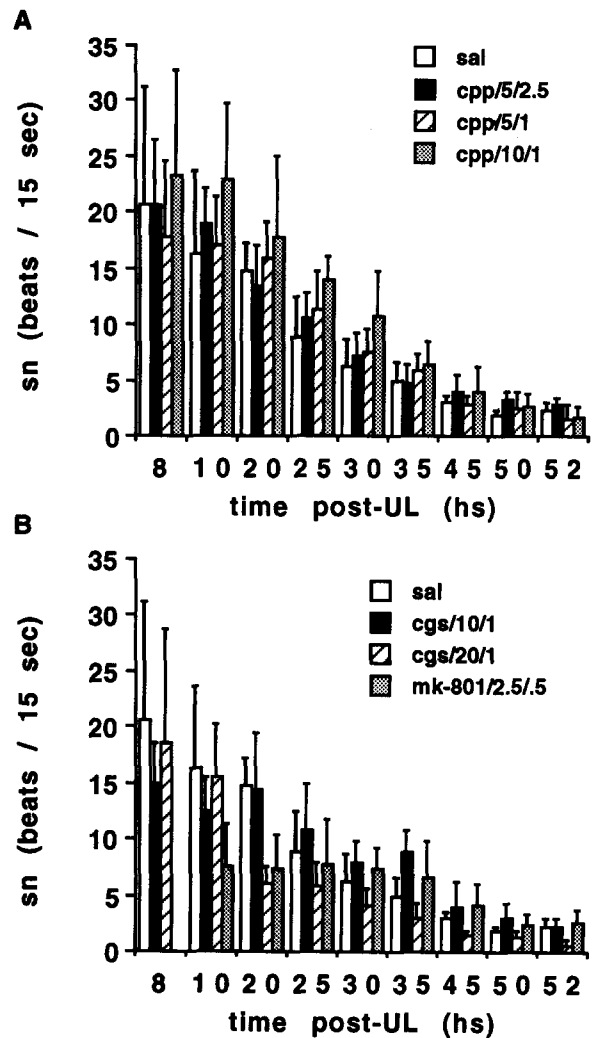 A
35
30
25
20
15
10
5
0
sn (beats / 15 sec)
sal
cpp/5/2.5
cpp/5/1
cpp/10/1
8 10 20 25 30 35 45 50 52
time post-UL (hs)
B
35
30
25
20
15
10
5
0
sn (beats / 15 sec)
sal
cgs/10/1
cgs/20/1
mk-801/2.5/.5
8 10 20 25 30 35 45 50 52
time post-UL (hs)